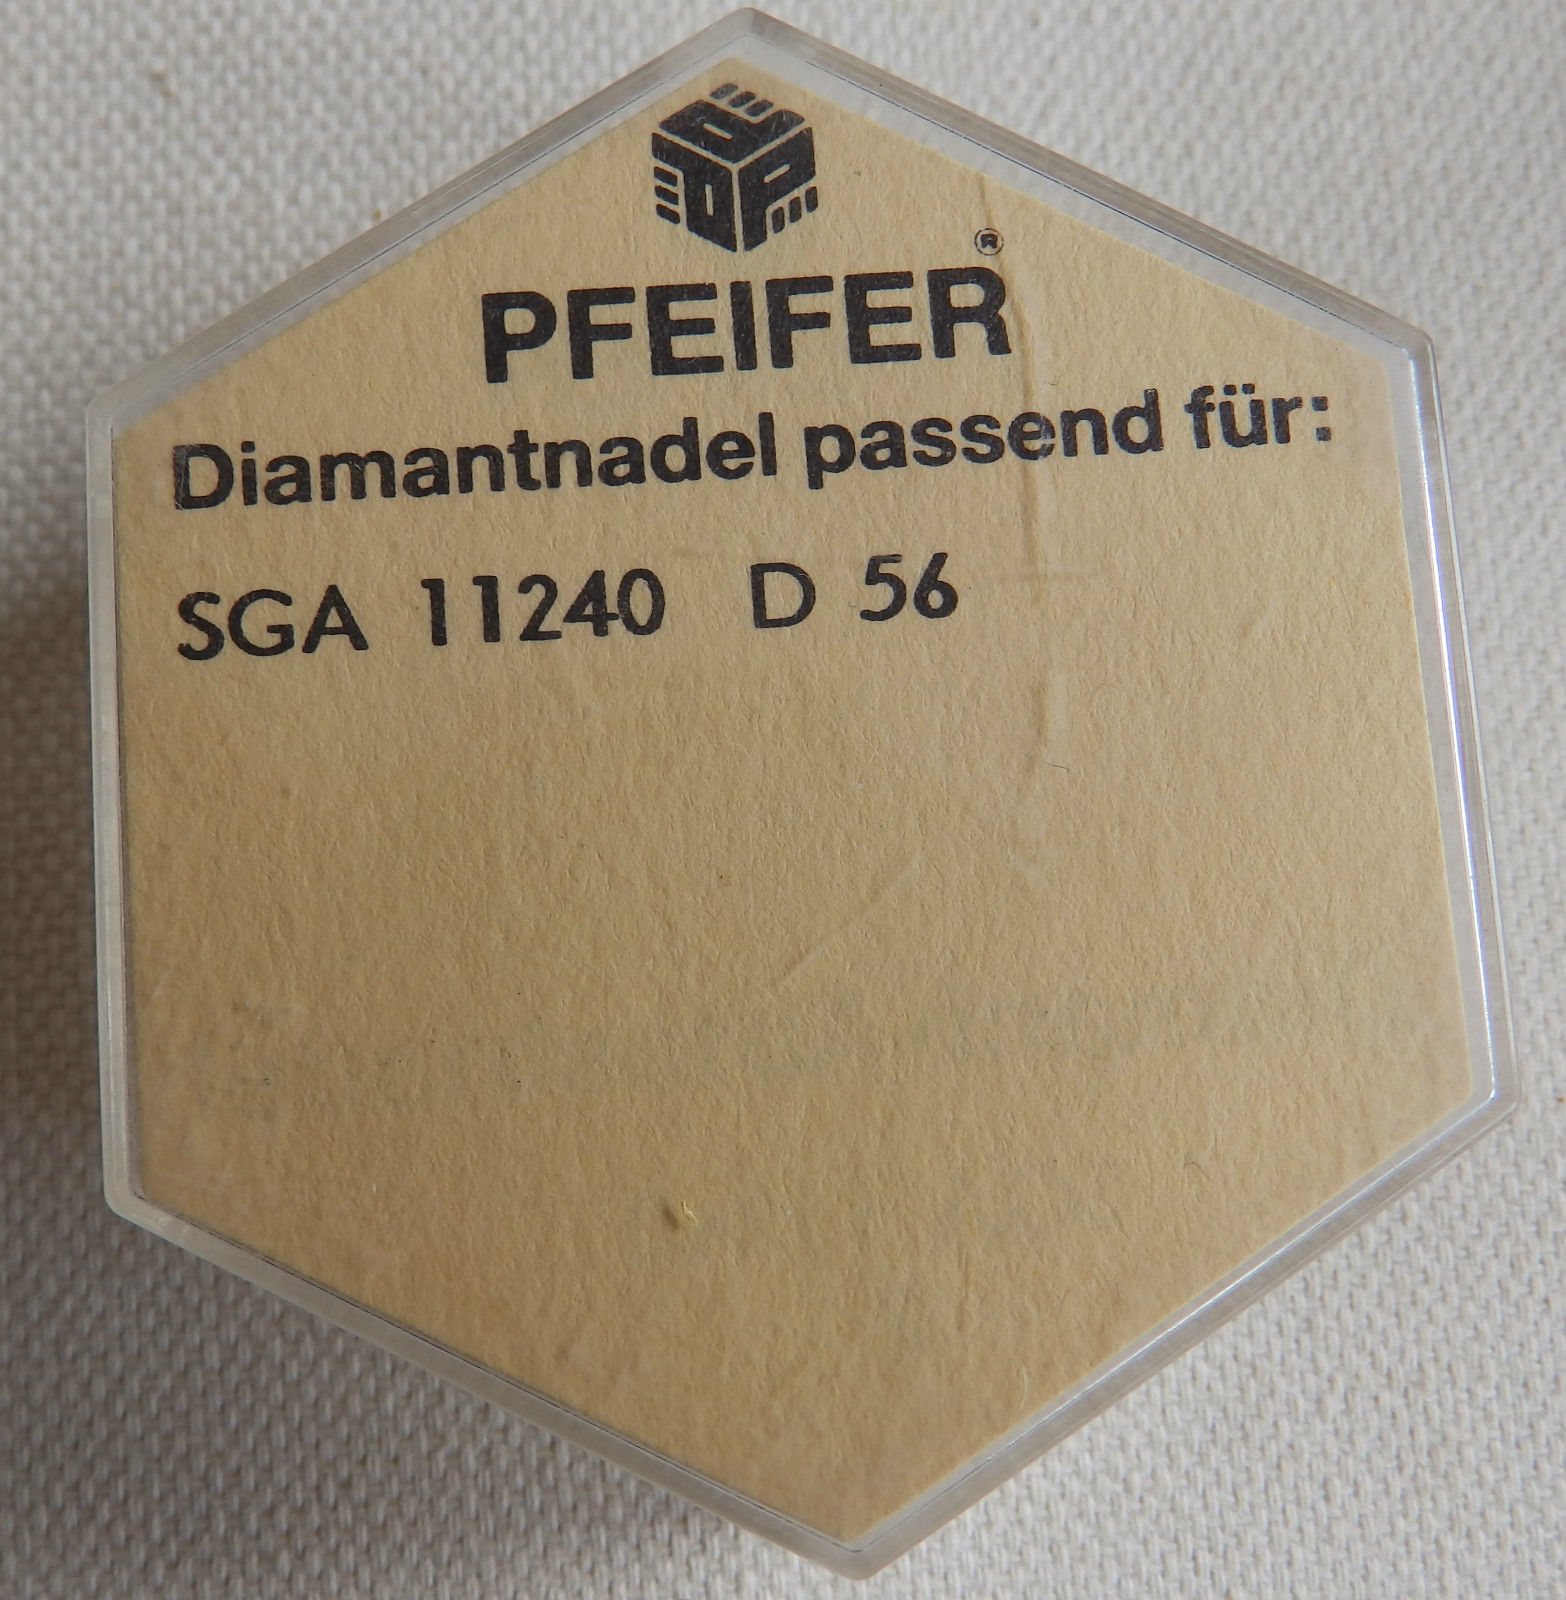 PFEIFER®
Diamantnadel passend für:
SGA 11240 D 56